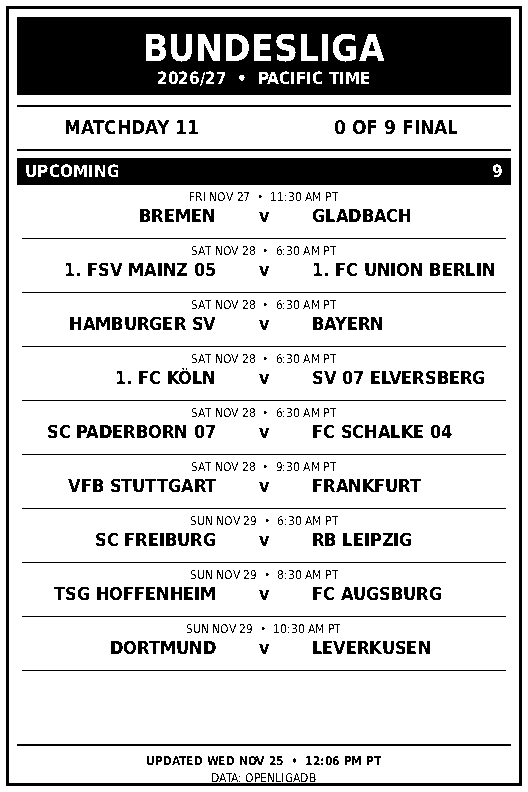 BUNDESLIGA
2026/27 • PACIFIC TIME
MATCHDAY 11 0 OF 9 FINAL
UPCOMING 9
FRI NOV 27 • 11:30 AM PT
BREMEN v GLADBACH
SAT NOV 28 • 6:30 AM PT
1. FSV MAINZ 05 v 1. FC UNION BERLIN
SAT NOV 28 • 6:30 AM PT
HAMBURGER SV v BAYERN
SAT NOV 28 • 6:30 AM PT
1. FC KÖLN v SV 07 ELVERSBERG
SAT NOV 28 • 6:30 AM PT
SC PADERBORN 07 v FC SCHALKE 04
SAT NOV 28 • 9:30 AM PT
VFB STUTTGART v FRANKFURT
SUN NOV 29 • 6:30 AM PT
SC FREIBURG v RB LEIPZIG
SUN NOV 29 • 8:30 AM PT
TSG HOFFENHEIM v FC AUGSBURG
SUN NOV 29 • 10:30 AM PT
DORTMUND v LEVERKUSEN
UPDATED WED NOV 25 • 12:06 PM PT
DATA: OPENLIGADB